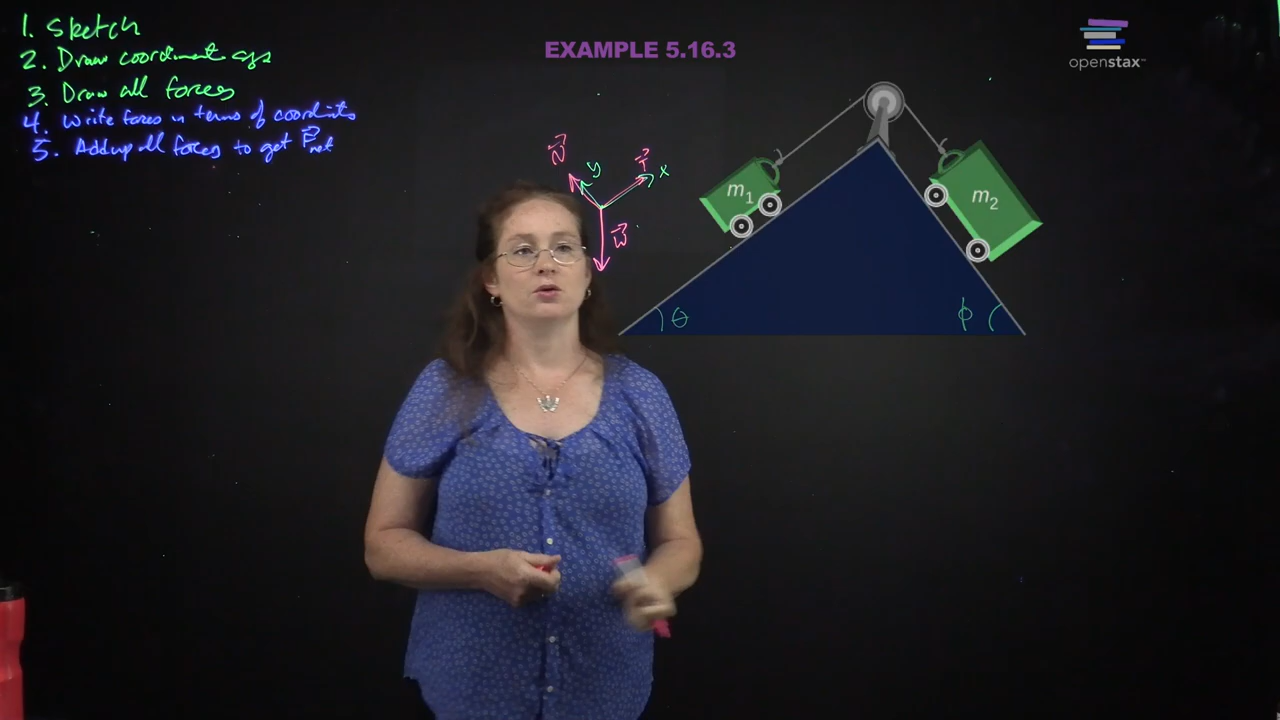 1. Sketch
2. Draw coordinate sys
3. Draw all forces
4. Write forces in terms of coordinates
5. Add up all forces to get F⃗net
EXAMPLE 5.16.3
openstax™
N⃗
y
T⃗
x
W⃗
m1
m2
θ
ϕ